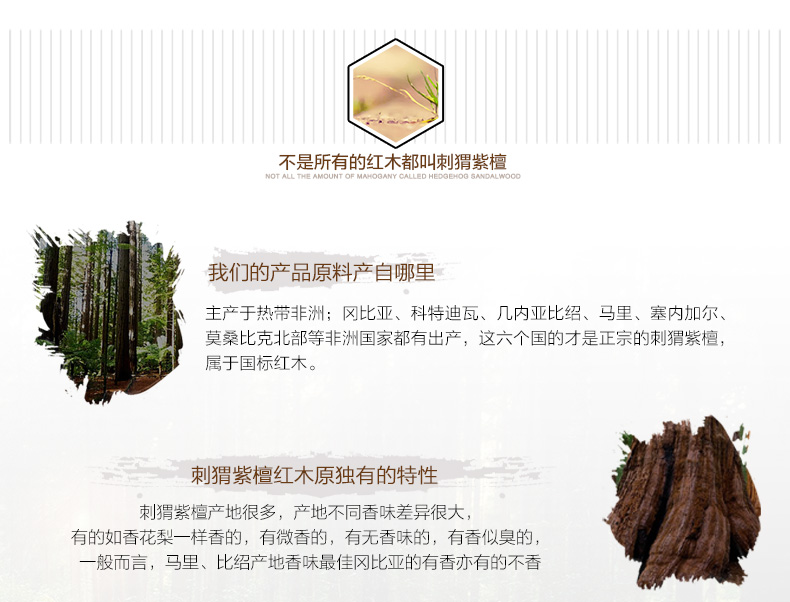 不是所有的红木都叫刺猬紫檀
NOT ALL THE AMOUNT OF MAHOGANY CALLED HEDGEHOG SANDALWOOD
我们的产品原料产自哪里
主产于热带非洲；冈比亚、科特迪瓦、几内亚比绍、马里、塞内加尔、
莫桑比克北部等非洲国家都有出产，这六个国的才是正宗的刺猬紫檀，
属于国标红木。
刺猬紫檀红木原独有的特性
刺猬紫檀产地很多，产地不同香味差异很大，
有的如香花梨一样香的，有微香的，有无香味的，有香似臭的，
一般而言，马里、比绍产地香味最佳冈比亚的有香亦有的不香